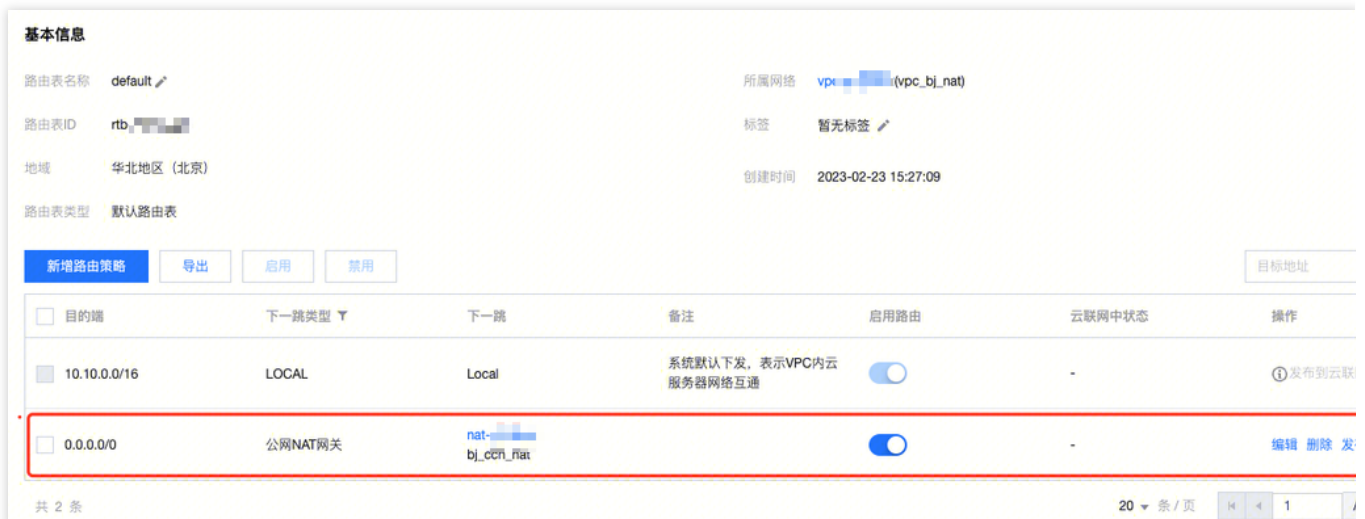 基本信息
路由表名称 default
所属网络 vpc (vpc_bj_nat)
路由表ID rtb
标签 暂无标签
地域 华北地区（北京）
创建时间 2023-02-23 15:27:09
路由表类型 默认路由表
新增路由策略 导出 启用 禁用 目标地址
目的端 下一跳类型 下一跳 备注 启用路由 云联网中状态 操作
系统默认下发，表示VPC内云
10.10.0.0/16 LOCAL Local - 发布到云联
服务器网络互通
nat-
0.0.0.0/0 公网NAT网关 - 编辑 删除 发
bj_ccn_nat
共 2 条 20 条 / 页 1 /